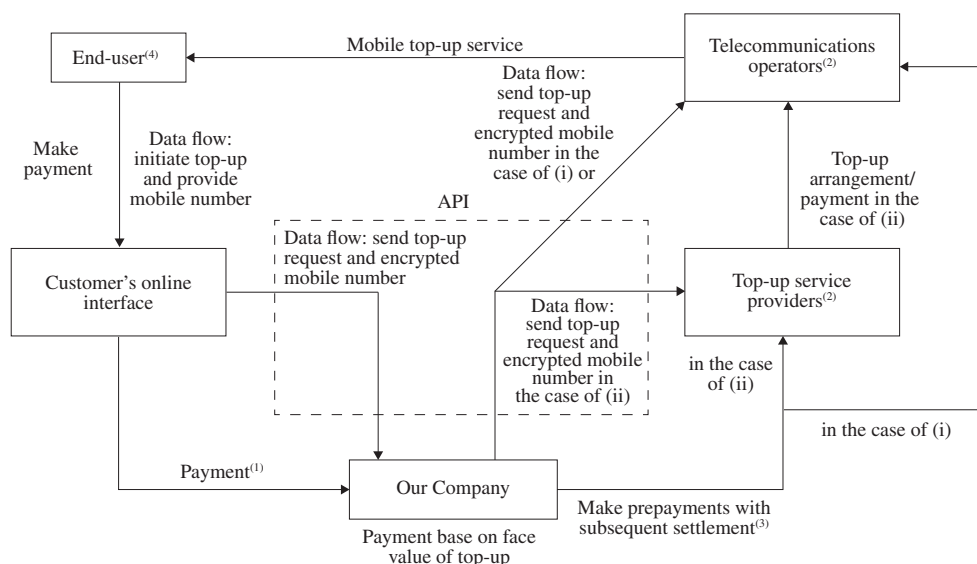 End-user(4)
Mobile top-up service
Telecommunications
operators(2)
Make
payment
Data flow:
initiate top-up
and provide
mobile number
Data flow:
send top-up
request and
encrypted mobile
number in the
case of (i) or
Top-up
arrangement/
payment in the
case of (ii)
API
Customer's online
interface
Data flow: send top-up
request and encrypted
mobile number
Top-up service
providers(2)
Data flow:
send top-up
request and
encrypted mobile
number in
the case of (ii)
in the case
of (ii)
in the case of (i)
Payment(1)
Our Company
Make prepayments with
subsequent settlement(3)
Payment base on face
value of top-up